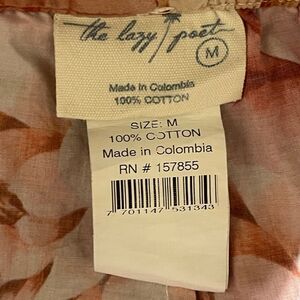 the lazy poet
M
Made in Colombia
100% COTTON
SIZE: M
100% COTTON
Made in Colombia
RN # 157855
7 701147 531343